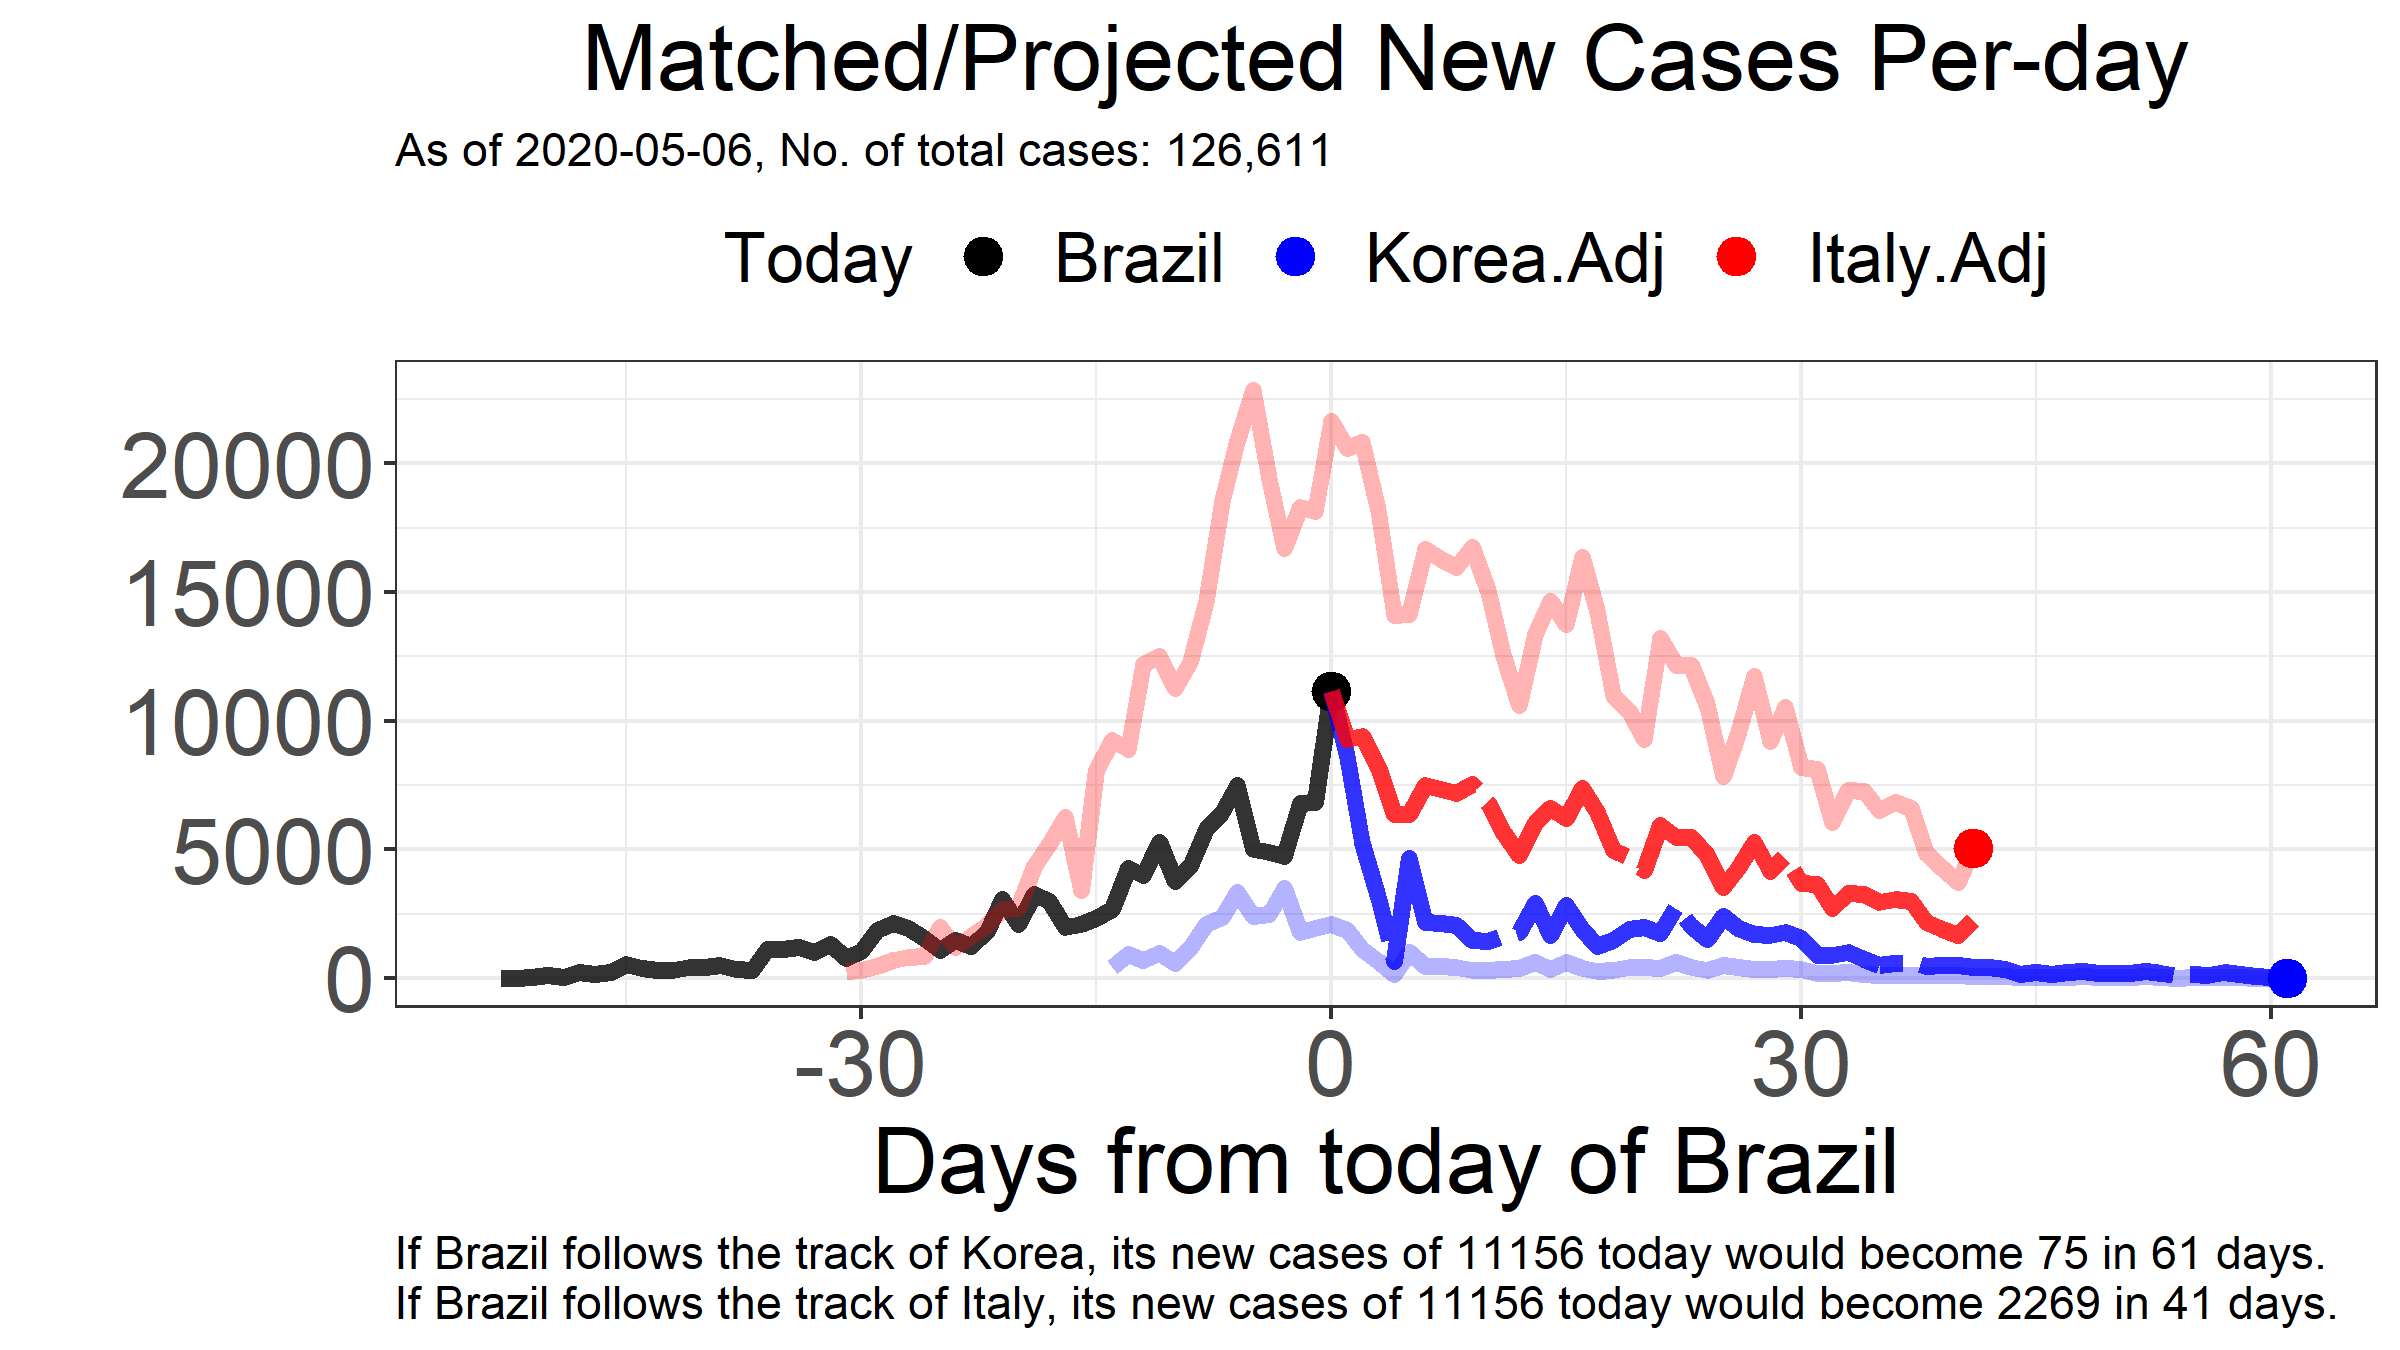 Matched/Projected New Cases Per-day
As of 2020-05-06, No. of total cases: 126,611
Today Brazil Korea.Adj Italy.Adj
20000
15000
10000
5000
0
-30 0 30 60
Days from today of Brazil
If Brazil follows the track of Korea, its new cases of 11156 today would become 75 in 61 days.
If Brazil follows the track of Italy, its new cases of 11156 today would become 2269 in 41 days.